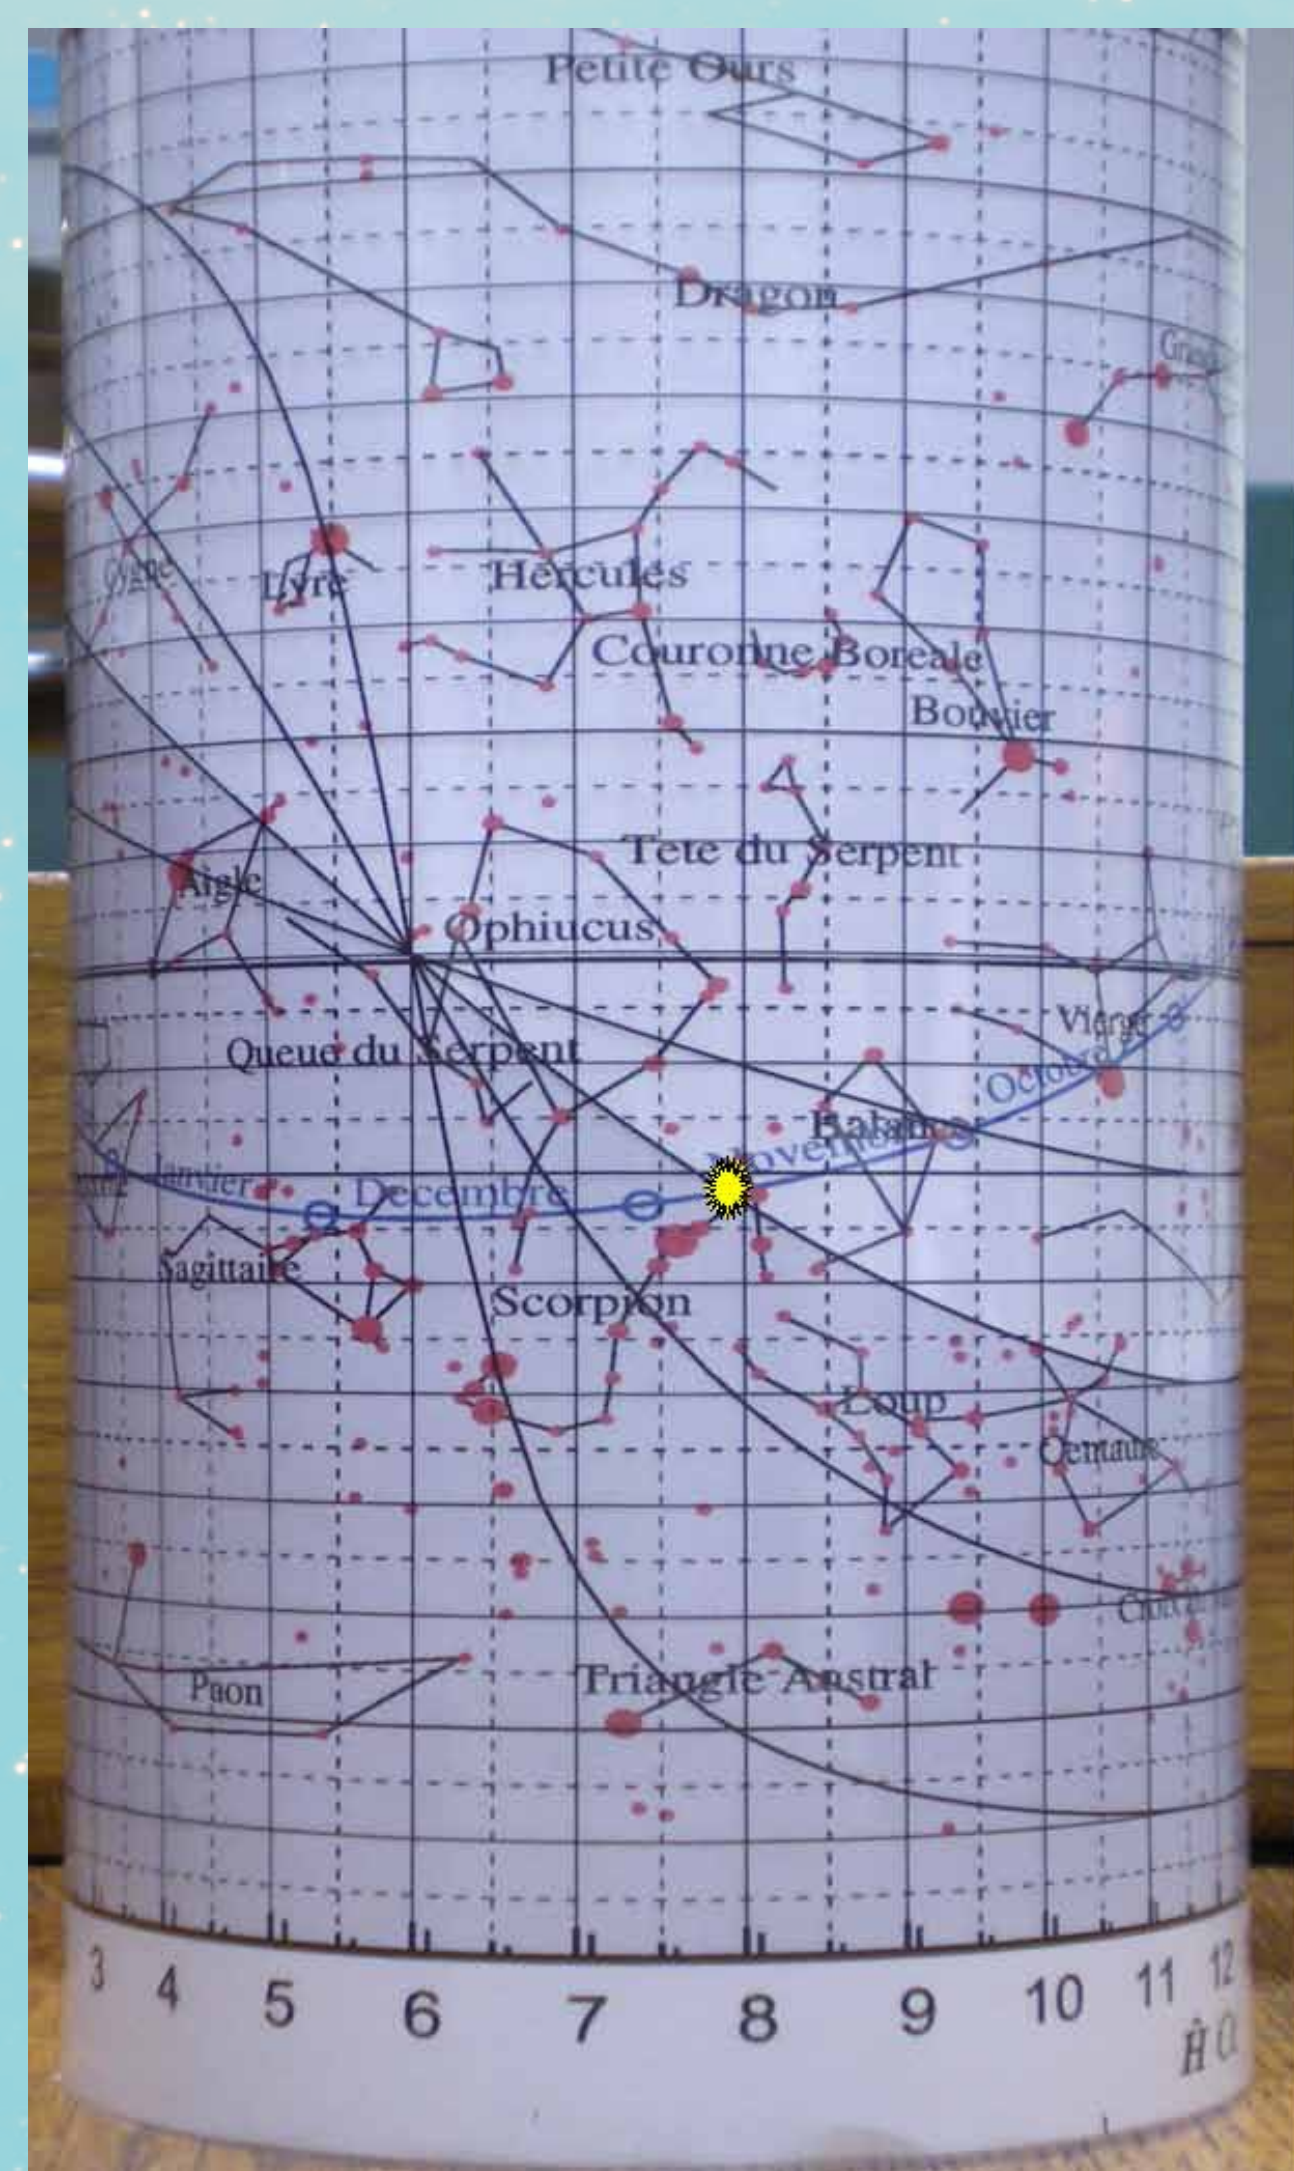 Petite Ours
Dragon
Cygne
Lyre
Hercules
Couronne Boreale
Bouvier
Tete du Serpent
Aigle
Ophiucus
Queue du Serpent
Vierge
Octobre
Balance
Novembre
Janvier
Decembre
Sagittaire
Scorpion
Loup
Centaure
Paon
Triangle Austral
3 4 5 6 7 8 9 10 11 12